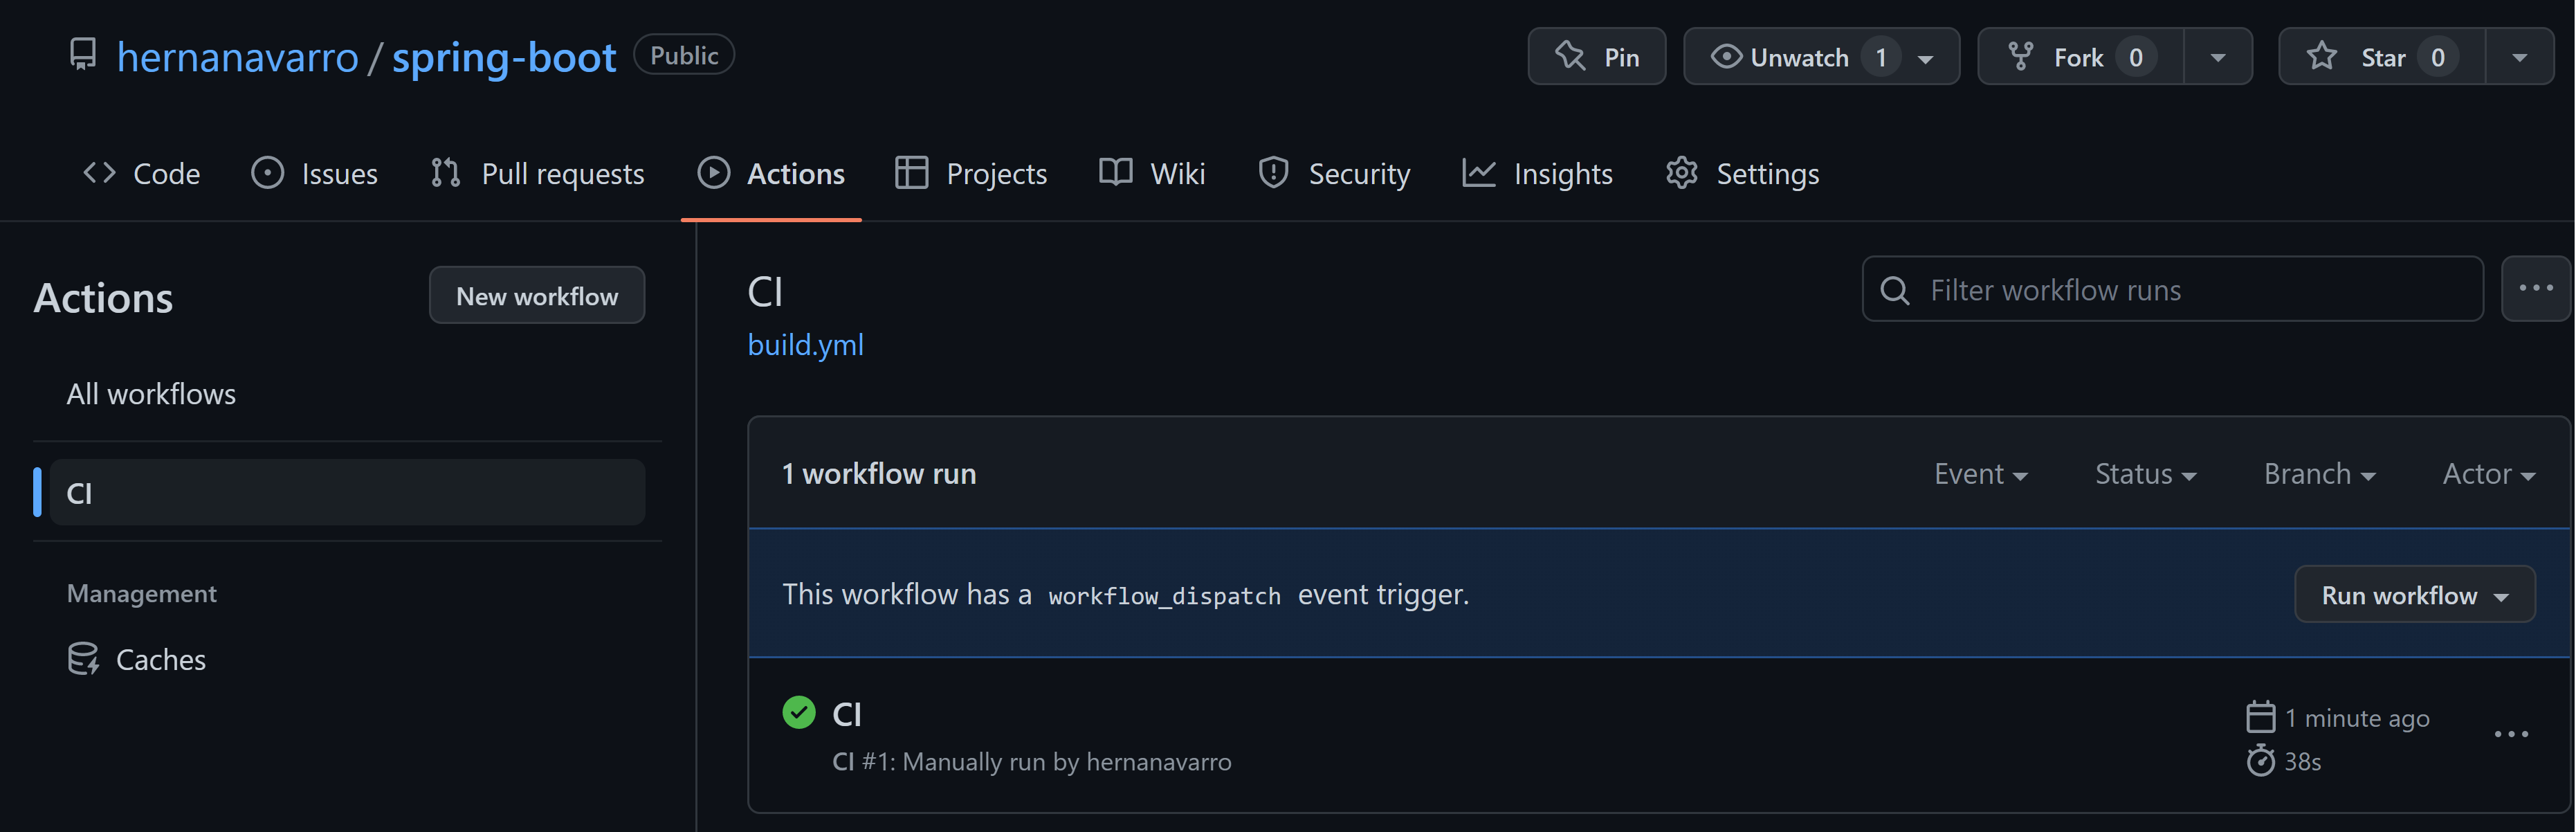 hernanavarro / spring-boot Public Pin Unwatch 1 Fork 0 Star 0
Code Issues Pull requests Actions Projects Wiki Security Insights Settings
Actions New workflow
All workflows
CI
Management
Caches
CI
build.yml
Filter workflow runs
1 workflow run Event Status Branch Actor
This workflow has a workflow_dispatch event trigger. Run workflow
CI
CI #1: Manually run by hernanavarro
1 minute ago
38s